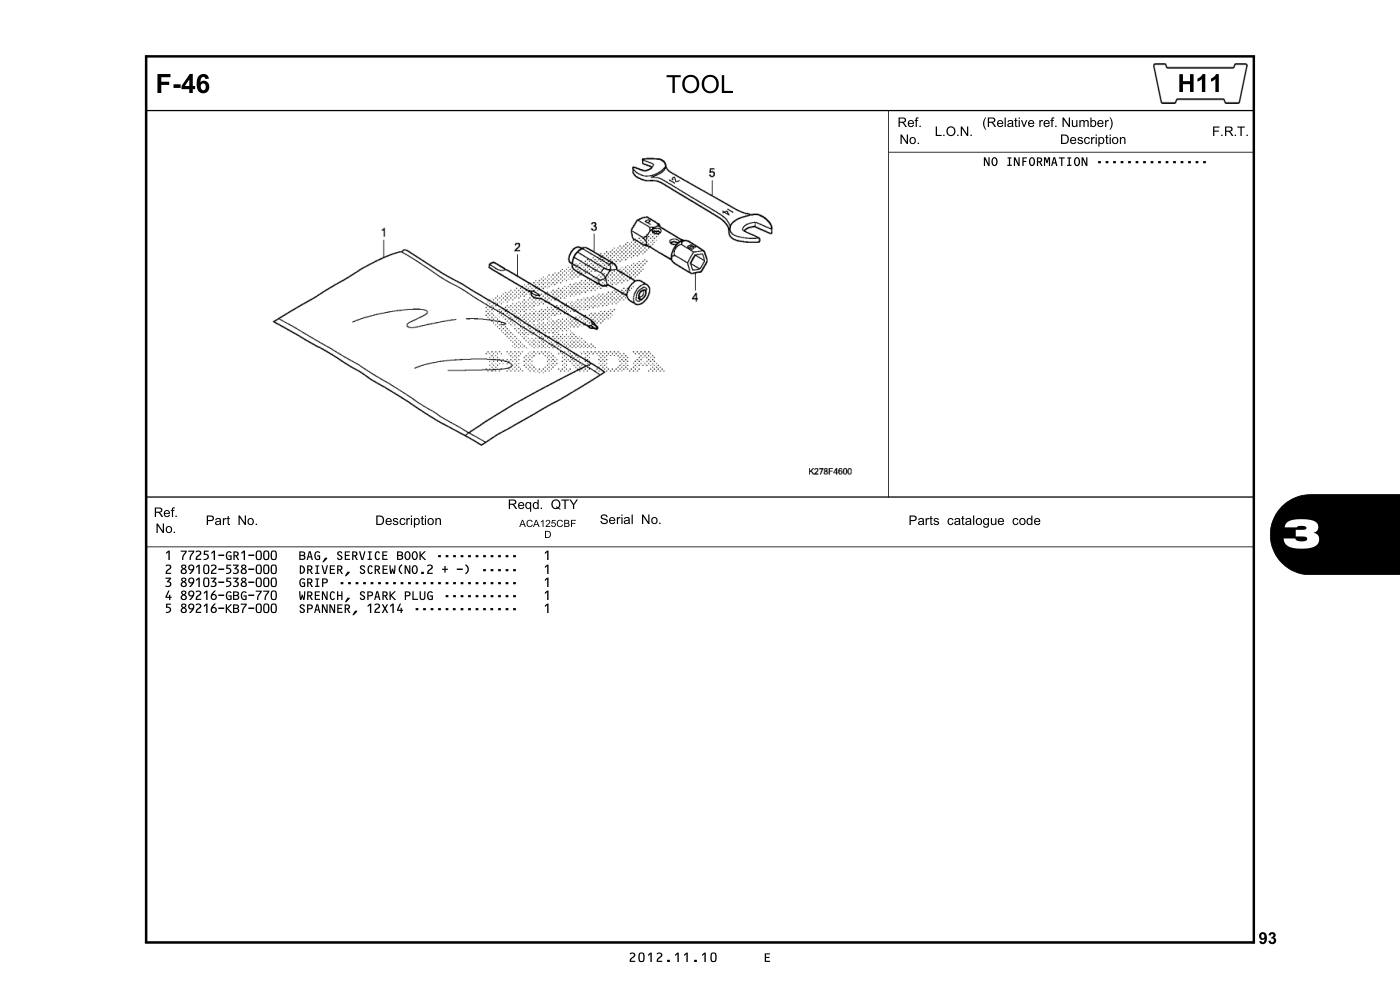 F-46
TOOL
H11
Ref. No. L.O.N. (Relative ref. Number) Description F.R.T.
NO INFORMATION ---------------
1
2
3
4
5
12
14
HONDA
K278F4600
Ref. No. Part No. Description Reqd. QTY ACA125CBF D Serial No. Parts catalogue code
1 77251-GR1-000 BAG, SERVICE BOOK ----------- 1
2 89102-538-000 DRIVER, SCREW(NO.2 + -) ----- 1
3 89103-538-000 GRIP ------------------------ 1
4 89216-GBG-770 WRENCH, SPARK PLUG ---------- 1
5 89216-KB7-000 SPANNER, 12X14 -------------- 1
3
93
2012.11.10 E